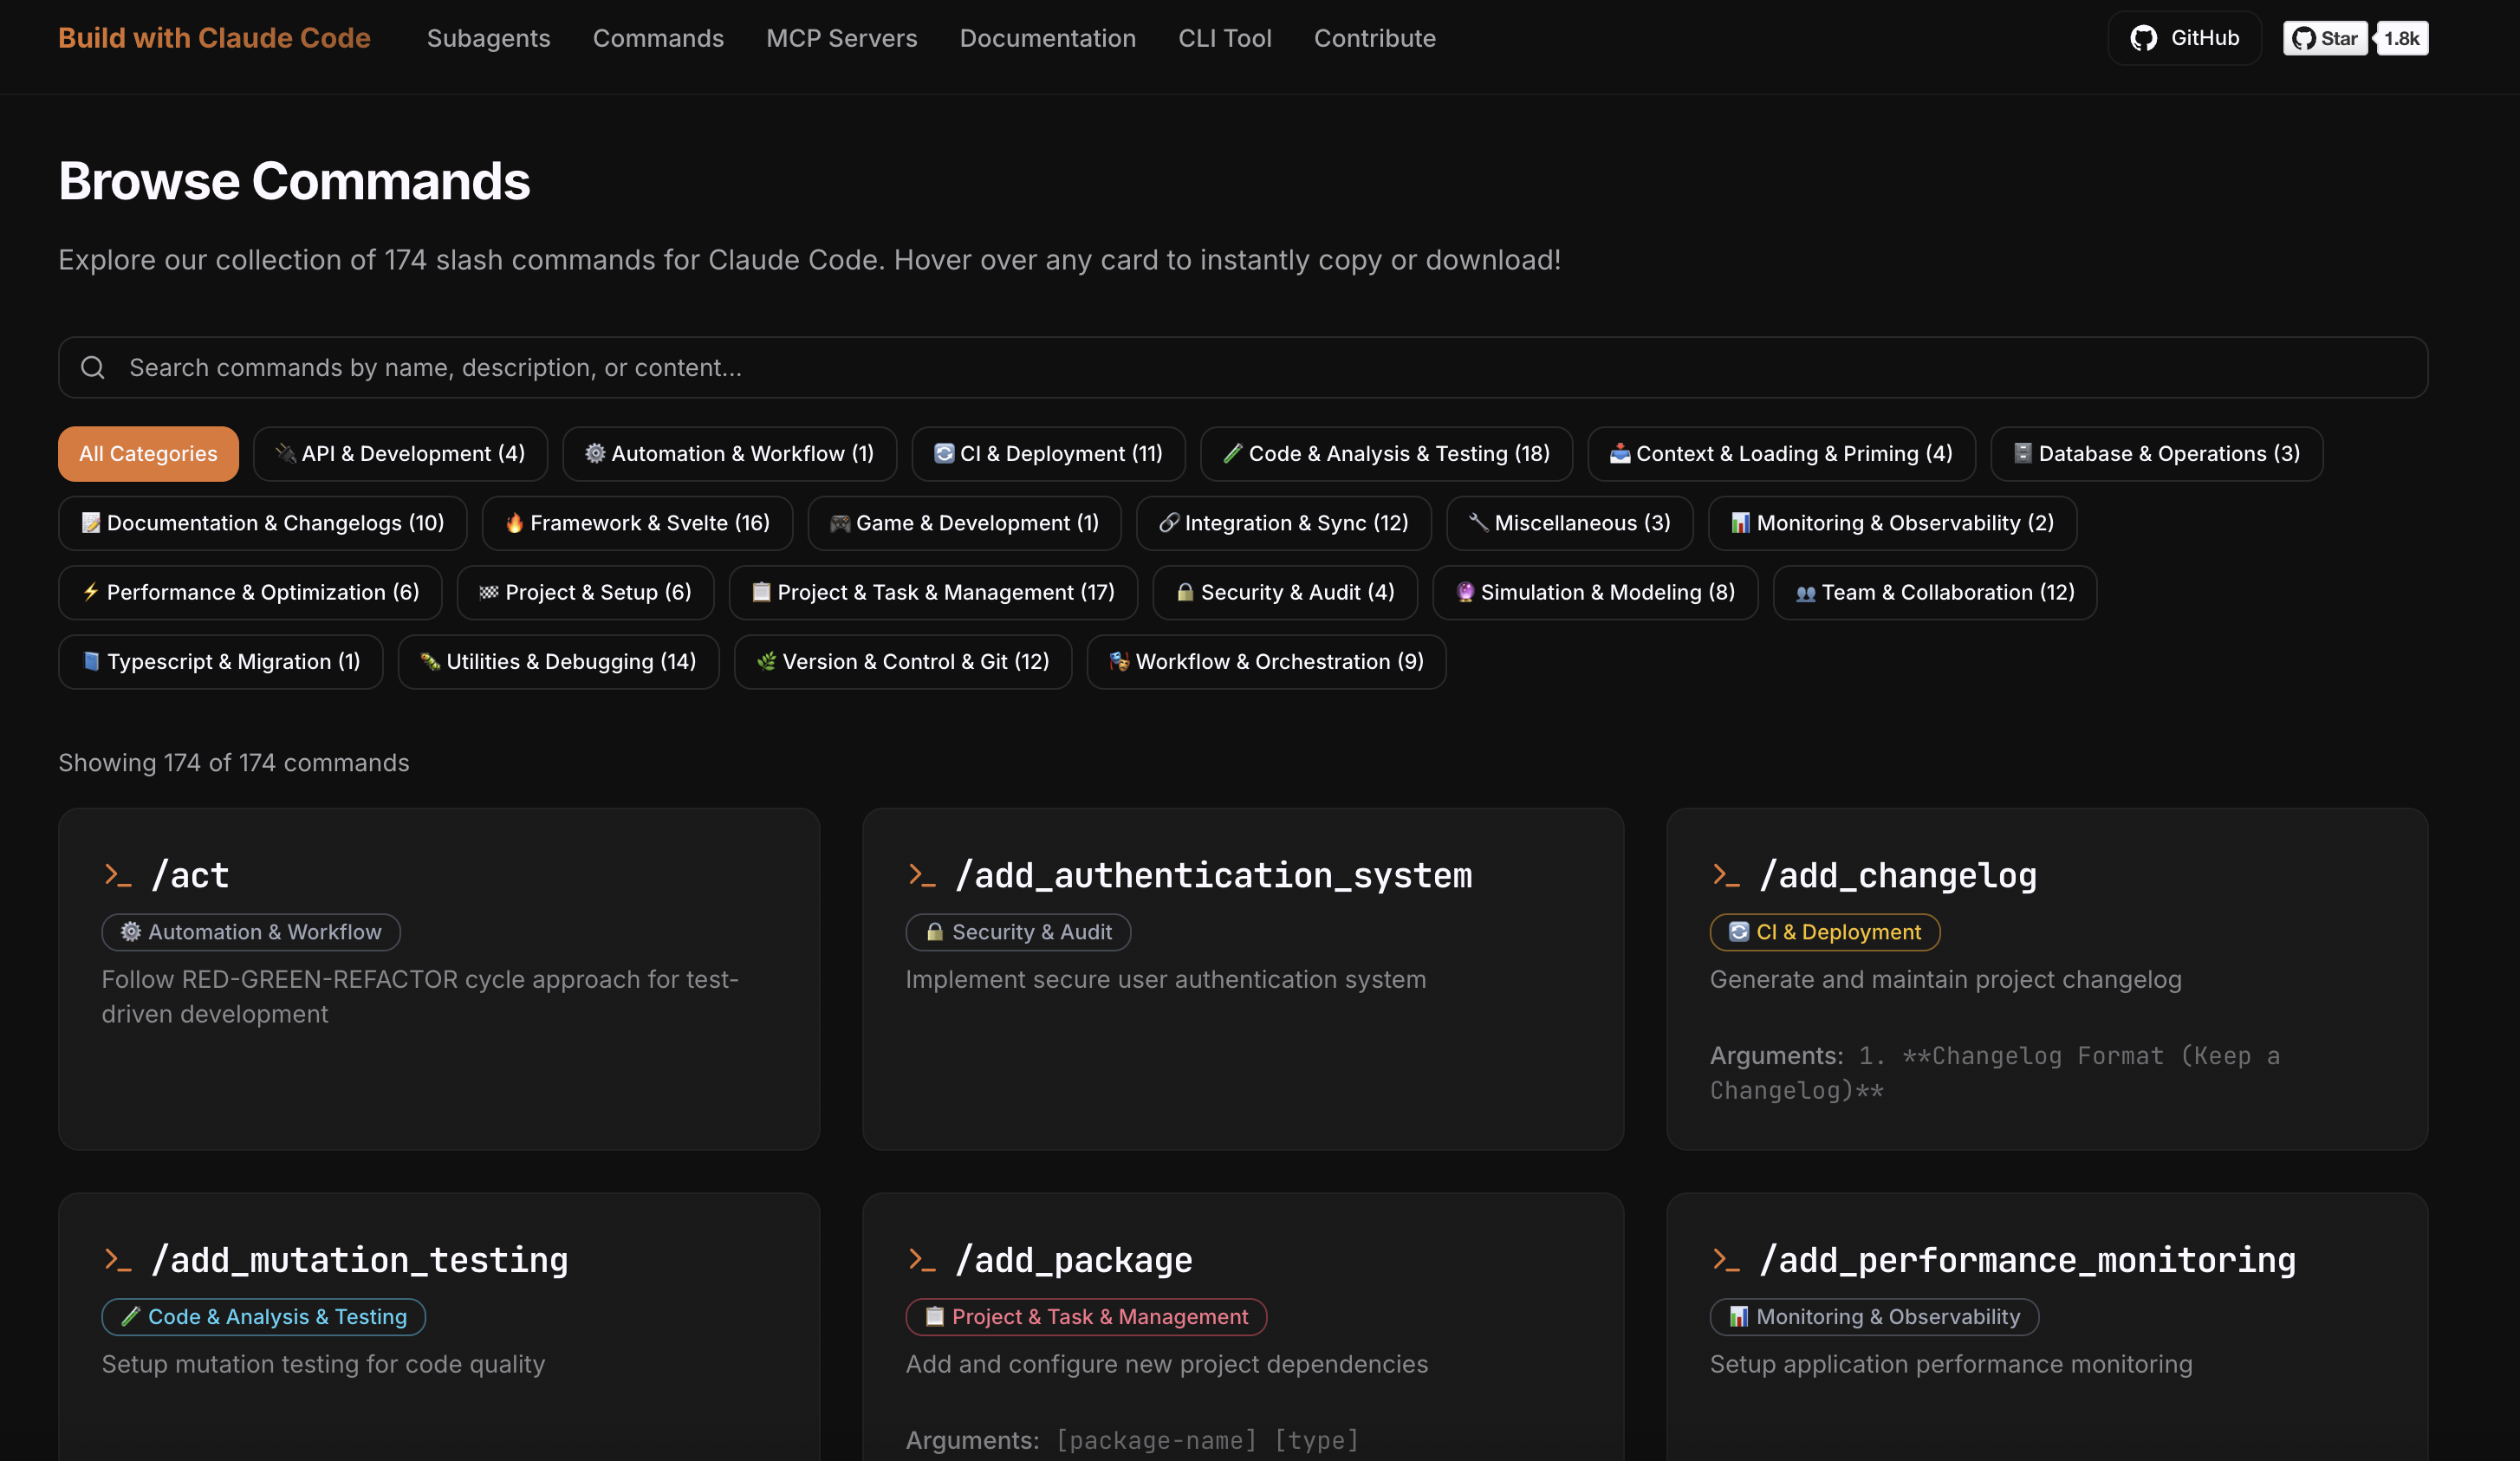 Build with Claude Code Subagents Commands MCP Servers Documentation CLI Tool Contribute GitHub Star 1.8k
Browse Commands
Explore our collection of 174 slash commands for Claude Code. Hover over any card to instantly copy or download!
Search commands by name, description, or content...
All Categories API & Development (4) Automation & Workflow (1) CI & Deployment (11) Code & Analysis & Testing (18) Context & Loading & Priming (4) Database & Operations (3)
Documentation & Changelogs (10) Framework & Svelte (16) Game & Development (1) Integration & Sync (12) Miscellaneous (3) Monitoring & Observability (2)
Performance & Optimization (6) Project & Setup (6) Project & Task & Management (17) Security & Audit (4) Simulation & Modeling (8) Team & Collaboration (12)
Typescript & Migration (1) Utilities & Debugging (14) Version & Control & Git (12) Workflow & Orchestration (9)
Showing 174 of 174 commands
/act
Automation & Workflow
Follow RED-GREEN-REFACTOR cycle approach for test-
driven development
/add_authentication_system
Security & Audit
Implement secure user authentication system
/add_changelog
CI & Deployment
Generate and maintain project changelog
Arguments: 1. **Changelog Format (Keep a
Changelog)**
/add_mutation_testing
Code & Analysis & Testing
Setup mutation testing for code quality
/add_package
Project & Task & Management
Add and configure new project dependencies
Arguments: [package-name] [type]
/add_performance_monitoring
Monitoring & Observability
Setup application performance monitoring